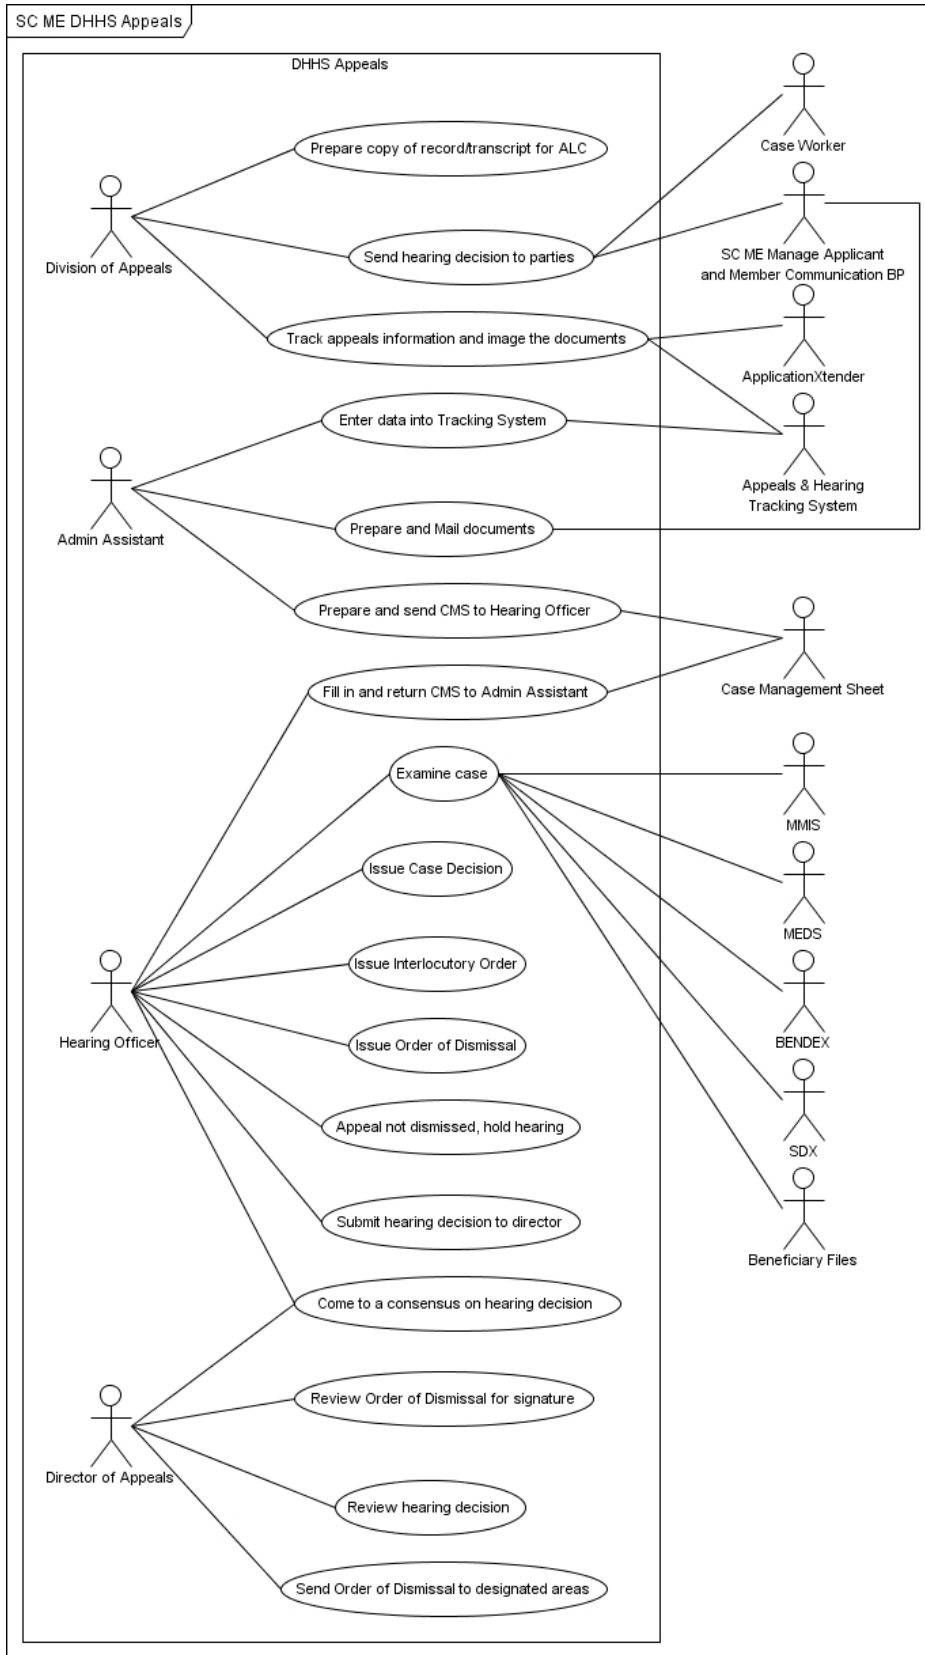 SC ME DHHS Appeals
DHHS Appeals
Case Worker
Prepare copy of record/transcript for ALC
Division of Appeals
Send hearing decision to parties
SC ME Manage Applicant
and Member Communication BP
Track appeals information and image the documents
ApplicationXtender
Enter data into Tracking System
Appeals & Hearing
Tracking System
Admin Assistant
Prepare and Mail documents
Prepare and send CMS to Hearing Officer
Fill in and return CMS to Admin Assistant
Case Management Sheet
Examine case
MMIS
Issue Case Decision
MEDS
Issue Interlocutory Order
Hearing Officer
Issue Order of Dismissal
BENDEX
Appeal not dismissed, hold hearing
SDX
Submit hearing decision to director
Beneficiary Files
Come to a consensus on hearing decision
Review Order of Dismissal for signature
Director of Appeals
Review hearing decision
Send Order of Dismissal to designated areas